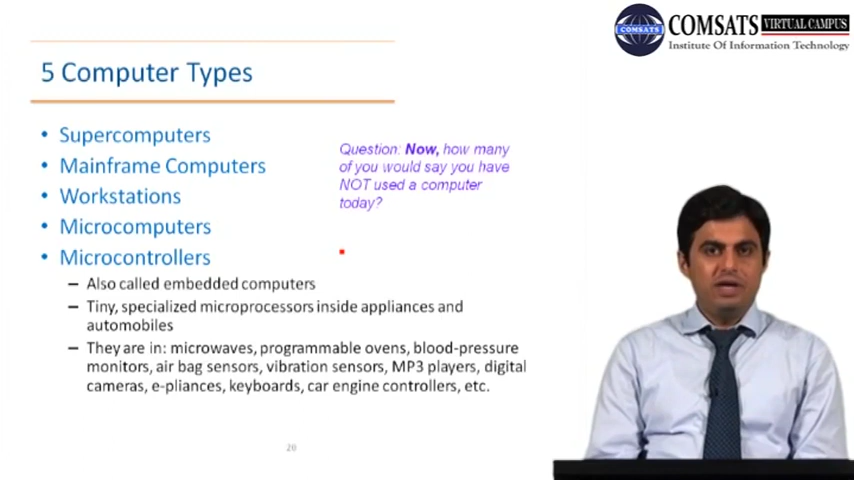 COMSATS VIRTUAL CAMPUS
COMSATS
Institute Of Information Technology
5 Computer Types
• Supercomputers
• Mainframe Computers
• Workstations
• Microcomputers
• Microcontrollers
Question: Now, how many
of you would say you have
NOT used a computer
today?
– Also called embedded computers
– Tiny, specialized microprocessors inside appliances and
automobiles
– They are in: microwaves, programmable ovens, blood-pressure
monitors, air bag sensors, vibration sensors, MP3 players, digital
cameras, e-pliances, keyboards, car engine controllers, etc.
20